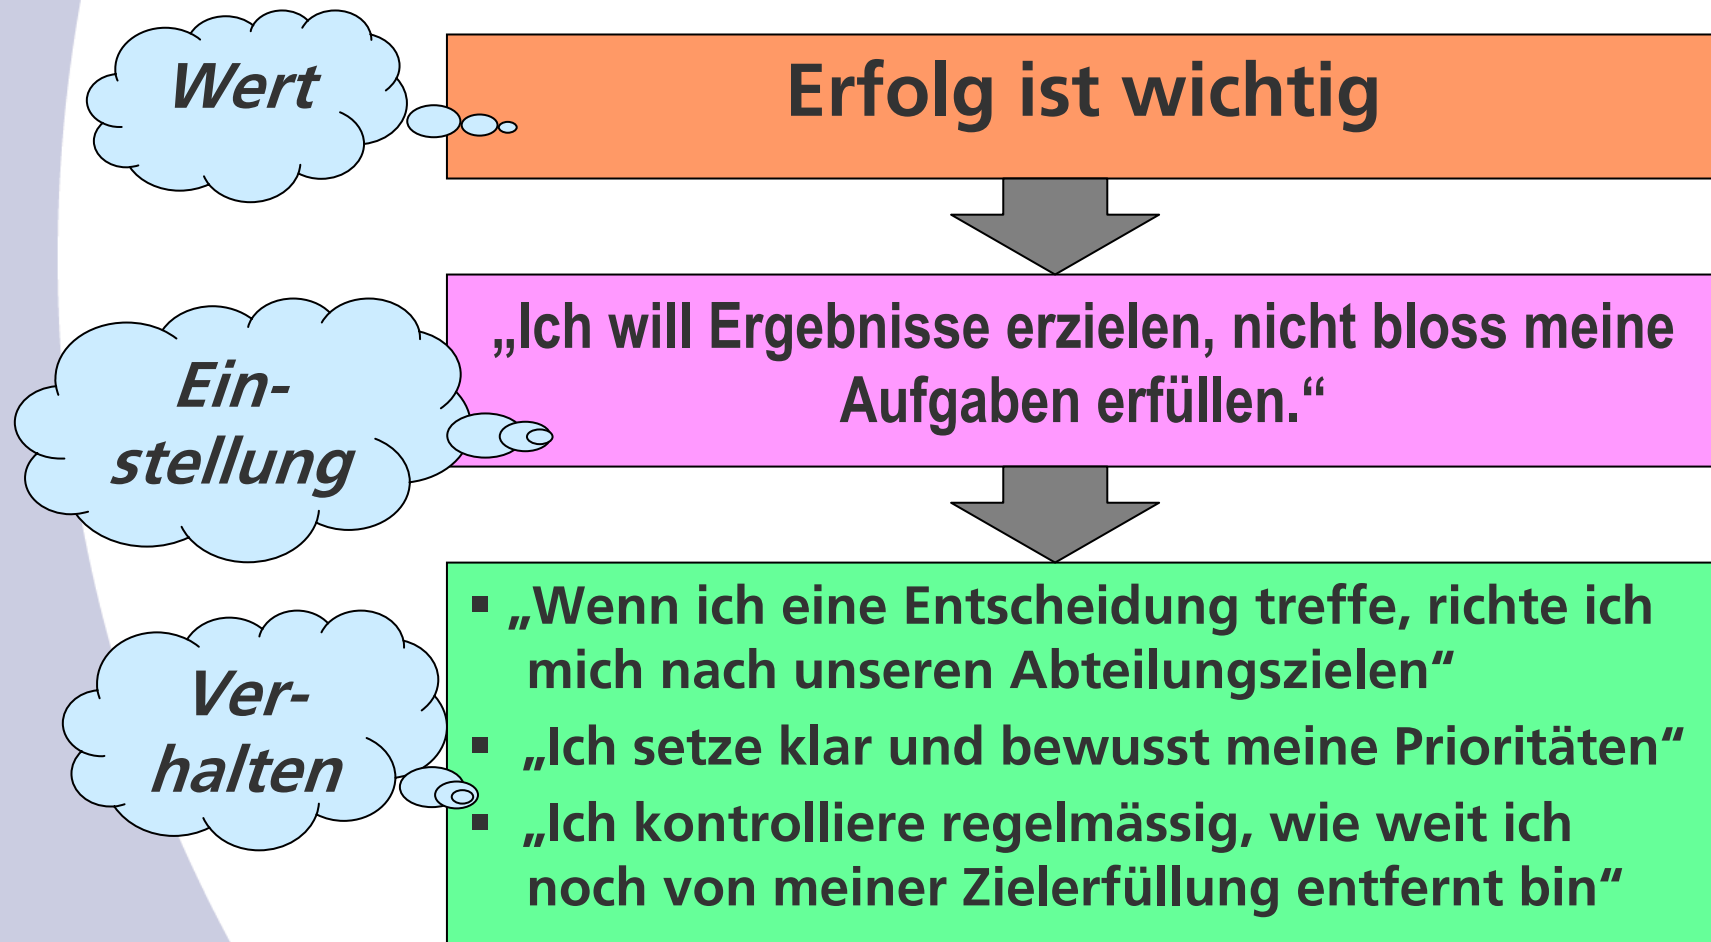 Wert
Erfolg ist wichtig
Ein-
stellung
„Ich will Ergebnisse erzielen, nicht bloss meine
Aufgaben erfüllen.“
Ver-
halten
▪ „Wenn ich eine Entscheidung treffe, richte ich
mich nach unseren Abteilungszielen“
▪ „Ich setze klar und bewusst meine Prioritäten“
▪ „Ich kontrolliere regelmässig, wie weit ich
noch von meiner Zielerfüllung entfernt bin“